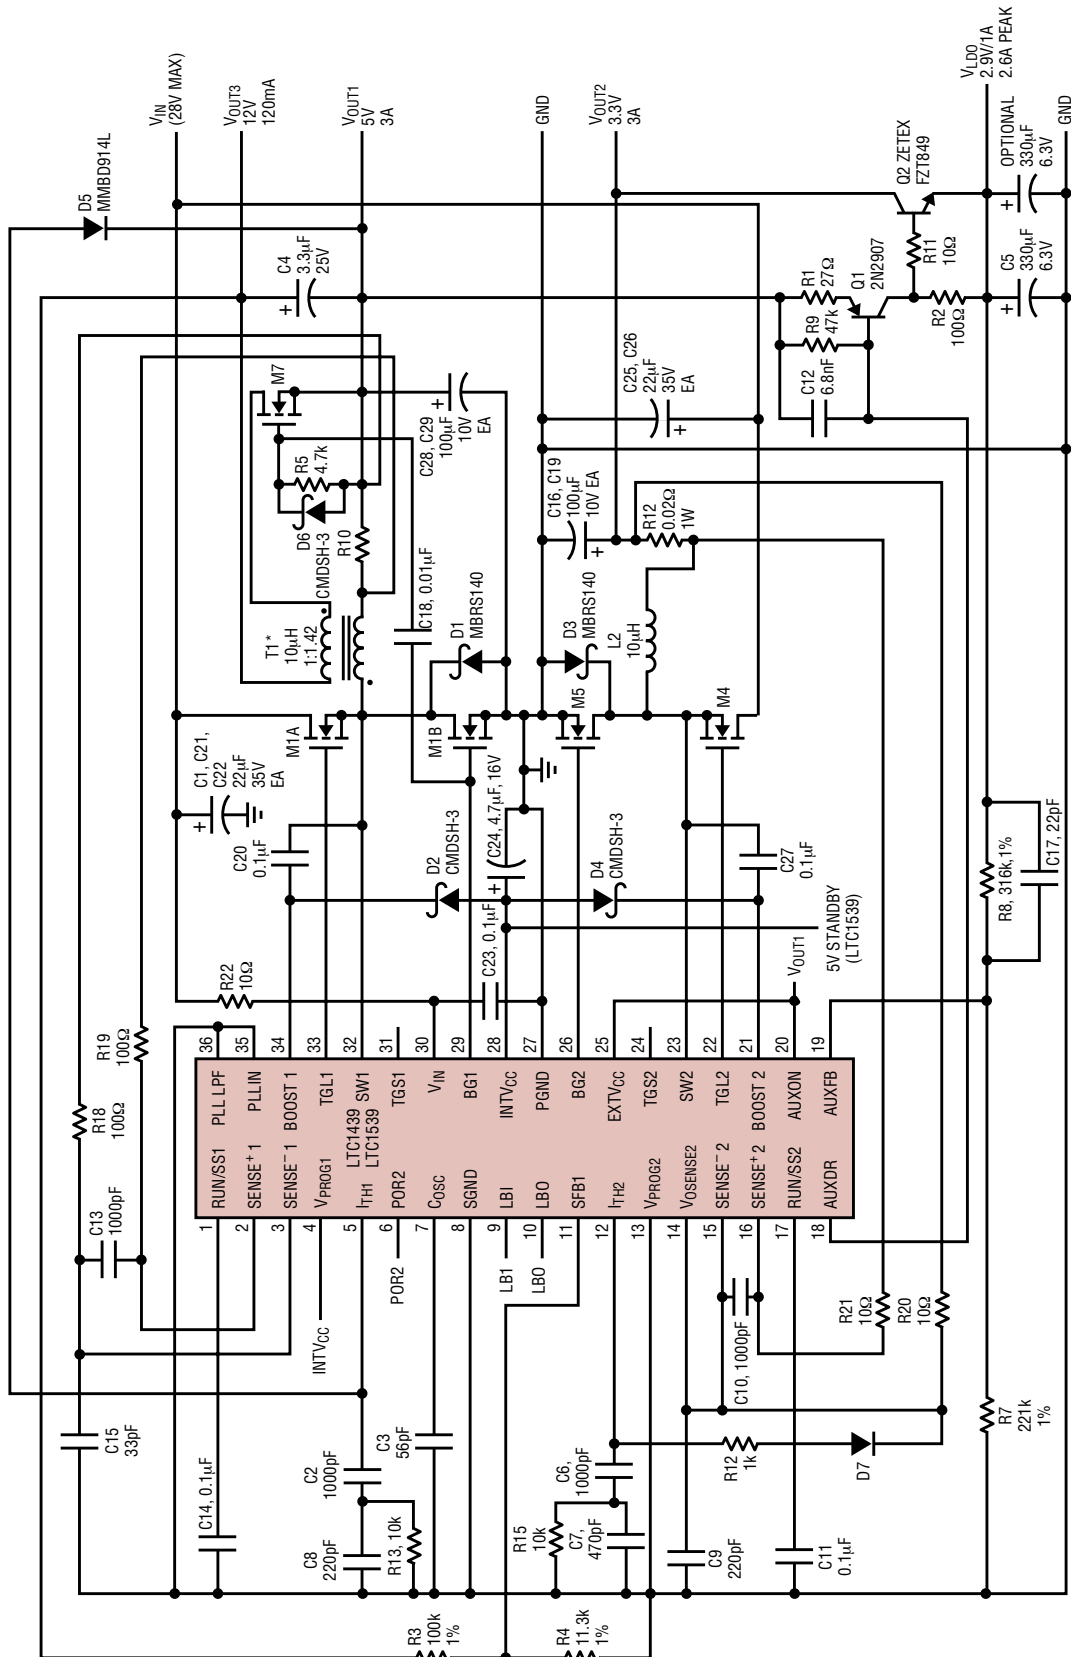 D5
MMBD914L
VIN
(28V MAX)
VOUT3
12V
120mA
VOUT1
5V
3A
GND
VOUT2
3.3V
3A
Q2 ZETEX
FZT849
VLDO
2.9V/1A
2.6A PEAK
GND
OPTIONAL
330µF
6.3V
+
C4
3.3µF
25V
+
M7
R5
4.7k
D6
CMDSH-3
R10
C28, C29
100µF
10V
EA
+
C25, C26
22µF
35V
EA
+
R1
27Ω
R9
47k
C12
6.8nF
Q1
2N2907
R11
10Ω
R2
100Ω
C5
330µF
6.3V
+
T1*
10µH
1:1.42
C18, 0.01µF
D1
MBRS140
C16, C19
100µF
10V EA
+
R12
0.02Ω
1W
D3
MBRS140
L2
10µH
M1A
M1B
M5
M4
C1, C21,
C22
22µF
35V
EA
+
C20
0.1µF
D2
CMDSH-3
C24, 4.7µF, 16V
+
D4
CMDSH-3
C27
0.1µF
R8, 316k,1%
C17, 22pF
R22
10Ω
C23, 0.1µF
5V STANDBY
(LTC1539)
VOUT1
R19
100Ω
R18
100Ω
C13
1000pF
36
35
34
33
32
31
30
29
28
27
26
25
24
23
22
21
20
19
PLL LPF
PLLIN
BOOST 1
TGL1
SW1
TGS1
VIN
BG1
INTVCC
PGND
BG2
EXTVCC
TGS2
SW2
TGL2
BOOST 2
AUXON
AUXFB
LTC1439
LTC1539
RUN/SS1
SENSE+ 1
SENSE− 1
VPROG1
ITH1
POR2
COSC
SGND
LBI
LBO
SFB1
ITH2
VPROG2
VOSENSE2
SENSE− 2
SENSE+ 2
RUN/SS2
AUXDR
1
2
3
4
5
6
7
8
9
10
11
12
13
14
15
16
17
18
INTVCC
POR2
LB1
LBO
C10, 1000pF
R21
10Ω
R20
10Ω
C15
33pF
C14, 0.1µF
C2
1000pF
C3
56pF
C8
220pF
R13, 10k
C6,
1000pF
R15
10k
C7,
470pF
R12
1k
D7
C9
220pF
C11
0.1µF
R7
221k
1%
R3
100k
1%
R4
11.3k
1%